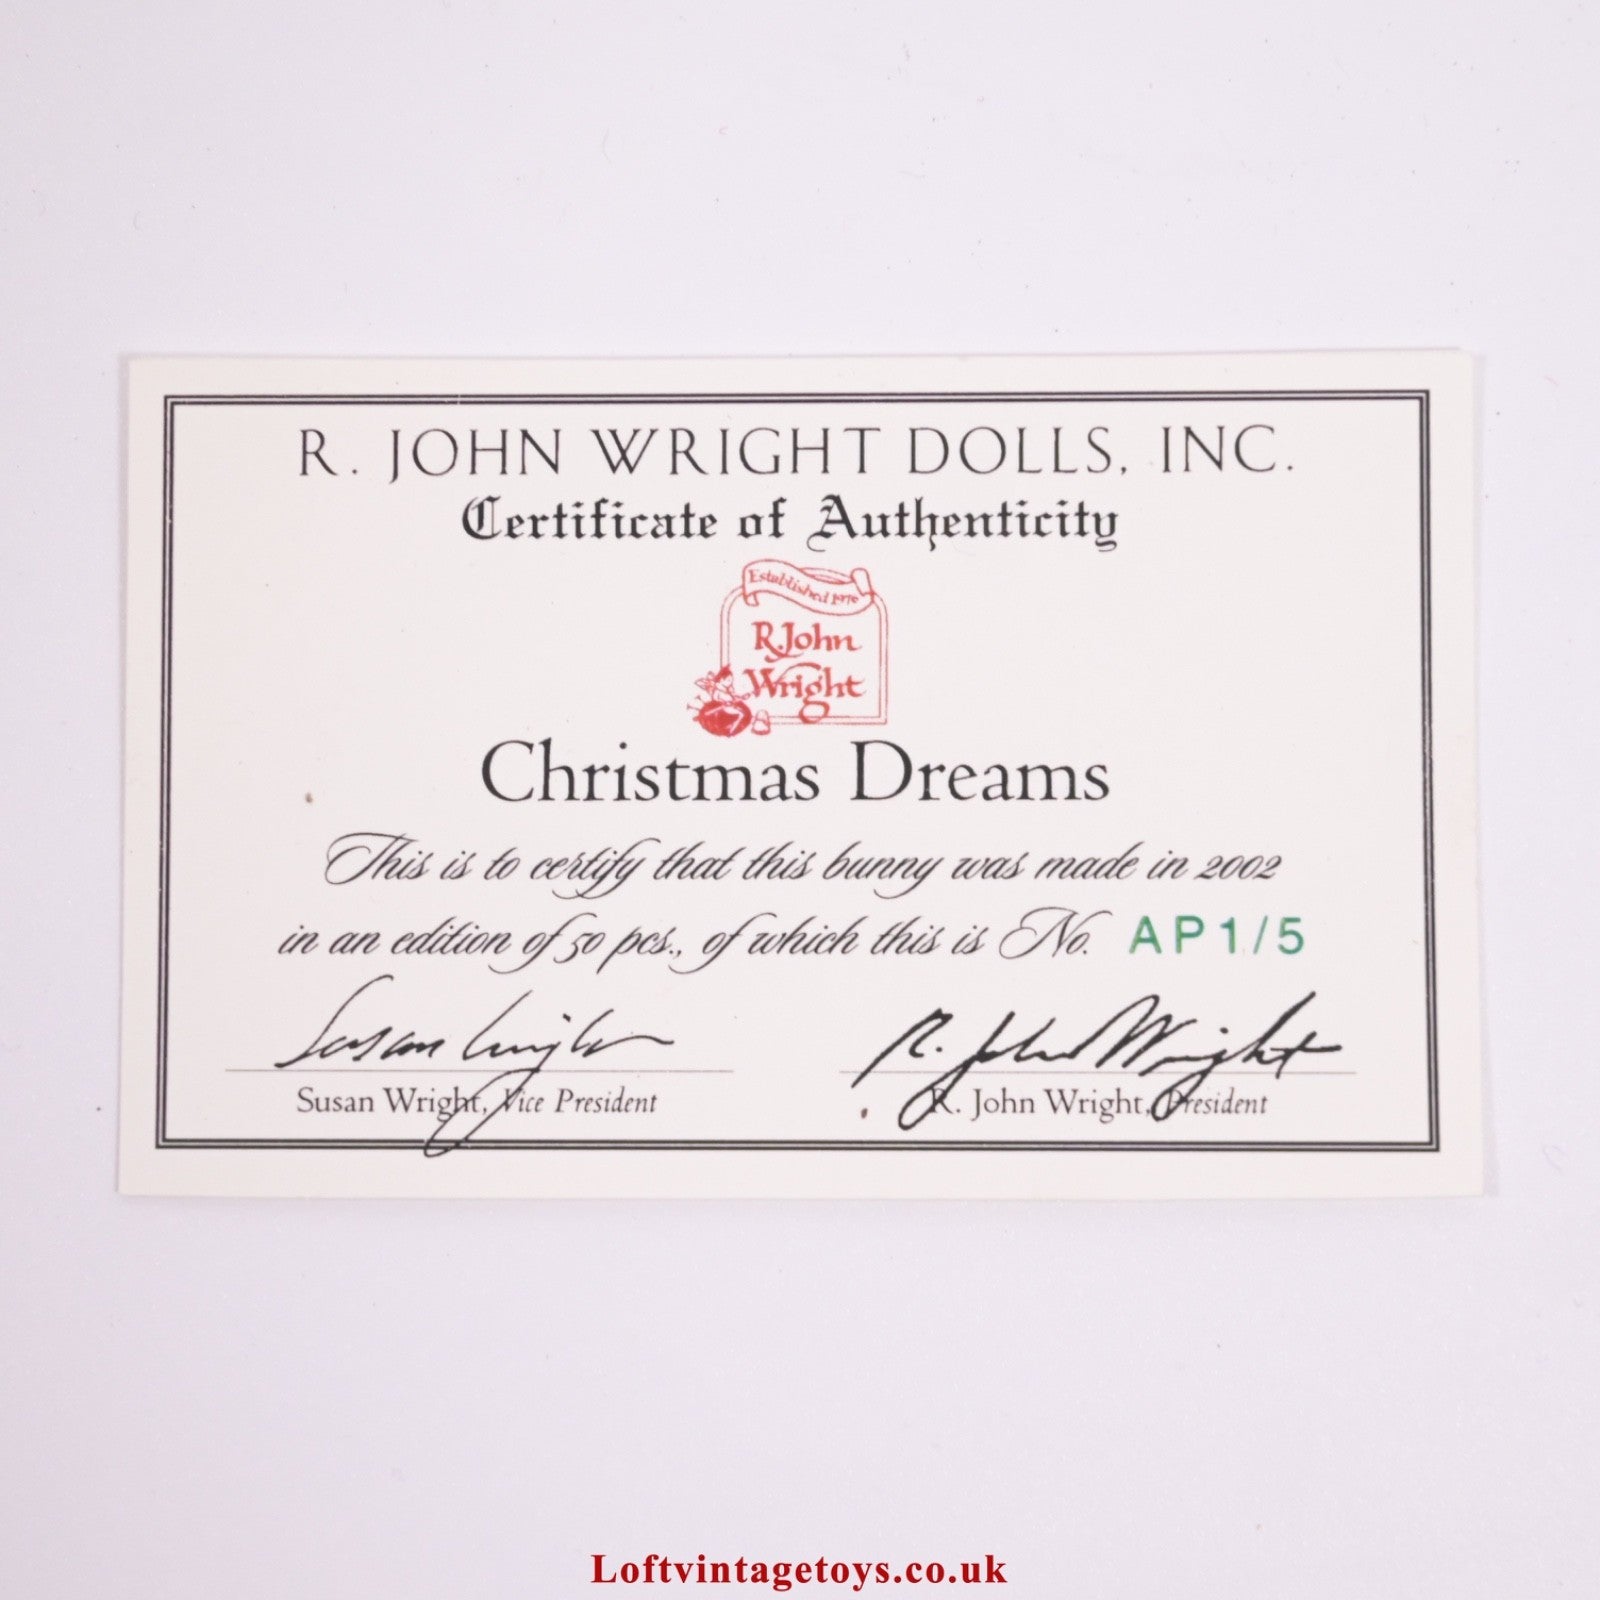 R. JOHN WRIGHT DOLLS, INC.
Certificate of Authenticity
Established 1976
R. John
Wright
Christmas Dreams
This is to certify that this bunny was made in 2002
in an edition of 50 pcs., of which this is No. AP1/5
Susan Wright R. John Wright
Susan Wright, Vice President R. John Wright, President
Loftvintagetoys.co.uk